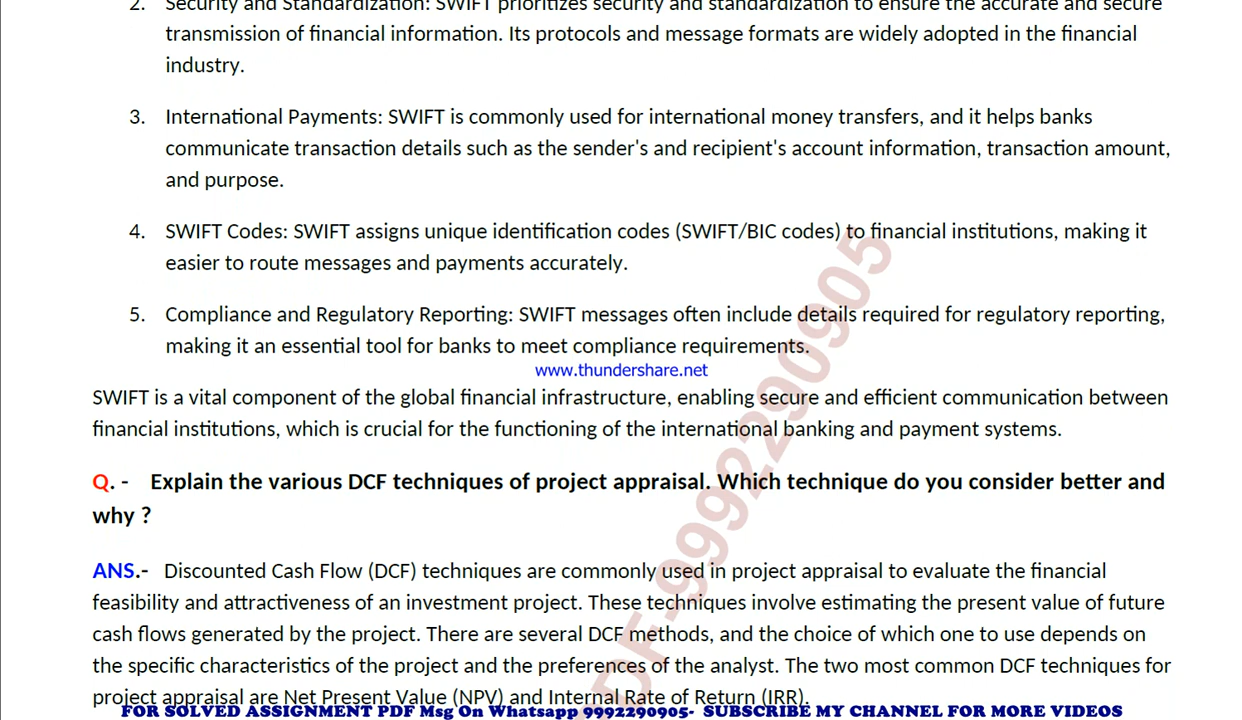 2. Security and Standardization: SWIFT prioritizes security and standardization to ensure the accurate and secure
transmission of financial information. Its protocols and message formats are widely adopted in the financial
industry.
3. International Payments: SWIFT is commonly used for international money transfers, and it helps banks
communicate transaction details such as the sender's and recipient's account information, transaction amount,
and purpose.
4. SWIFT Codes: SWIFT assigns unique identification codes (SWIFT/BIC codes) to financial institutions, making it
easier to route messages and payments accurately.
5. Compliance and Regulatory Reporting: SWIFT messages often include details required for regulatory reporting,
making it an essential tool for banks to meet compliance requirements.
www.thundershare.net
SWIFT is a vital component of the global financial infrastructure, enabling secure and efficient communication between
financial institutions, which is crucial for the functioning of the international banking and payment systems.
Q. - Explain the various DCF techniques of project appraisal. Which technique do you consider better and
why ?
ANS.- Discounted Cash Flow (DCF) techniques are commonly used in project appraisal to evaluate the financial
feasibility and attractiveness of an investment project. These techniques involve estimating the present value of future
cash flows generated by the project. There are several DCF methods, and the choice of which one to use depends on
the specific characteristics of the project and the preferences of the analyst. The two most common DCF techniques for
project appraisal are Net Present Value (NPV) and Internal Rate of Return (IRR).
DF-9992290905
FOR SOLVED ASSIGNMENT PDF Msg On Whatsapp 9992290905- SUBSCRIBE MY CHANNEL FOR MORE VIDEOS